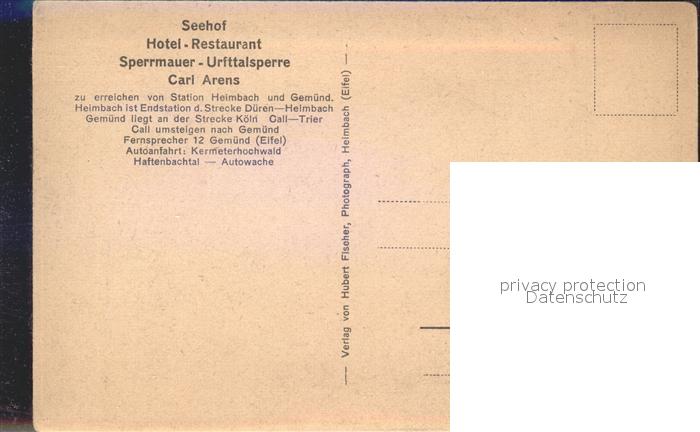 Seehof
Hotel - Restaurant
Sperrmauer - Urfttalsperre
Carl Arens
zu erreichen von Station Heimbach und Gemünd.
Heimbach ist Endstation d. Strecke Düren—Heimbach
Gemünd liegt an der Strecke Köln Call—Trier
Call umsteigen nach Gemünd
Fernsprecher 12 Gemünd (Eifel)
Autoanfahrt: Kermeterhochwald
Haftenbachtal — Autowache
Verlag von Hubert Fischer, Photograph, Heimbach (Eifel)
privacy protection
Datenschutz